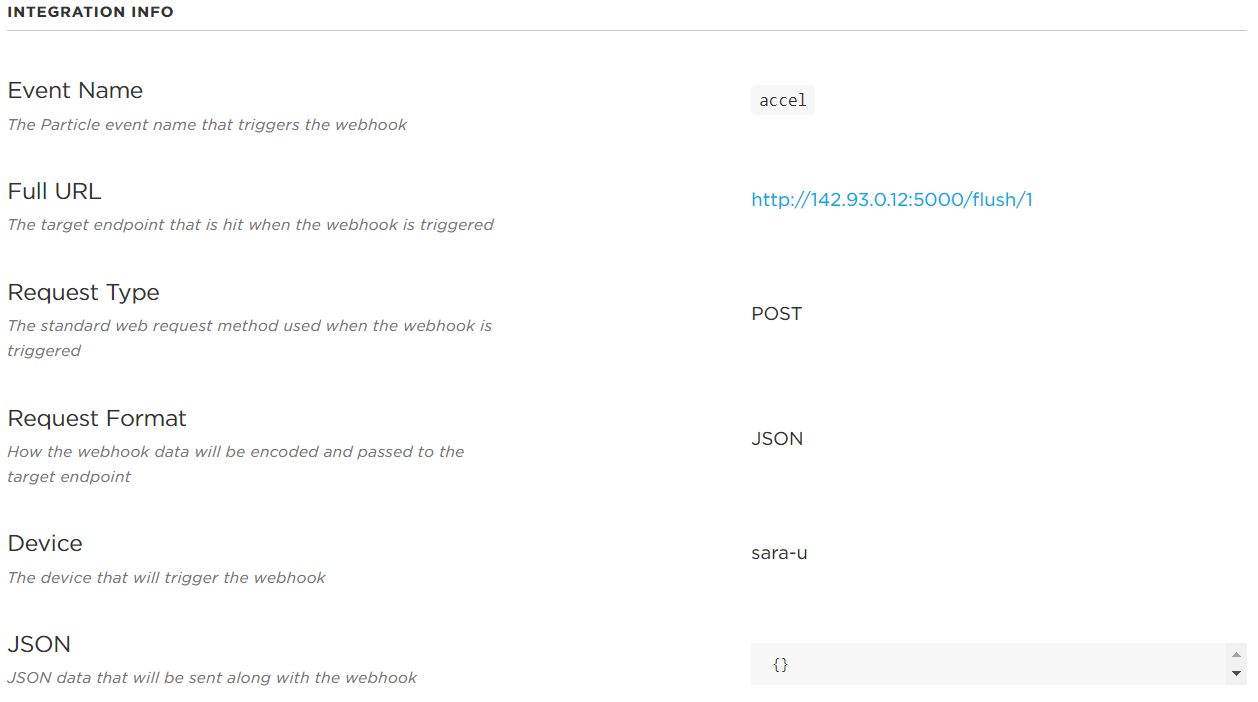 INTEGRATION INFO
Event Name
The Particle event name that triggers the webhook
accel
Full URL
The target endpoint that is hit when the webhook is triggered
http://142.93.0.12:5000/flush/1
Request Type
The standard web request method used when the webhook is
triggered
POST
Request Format
How the webhook data will be encoded and passed to the
target endpoint
JSON
Device
The device that will trigger the webhook
sara-u
JSON
JSON data that will be sent along with the webhook
{}